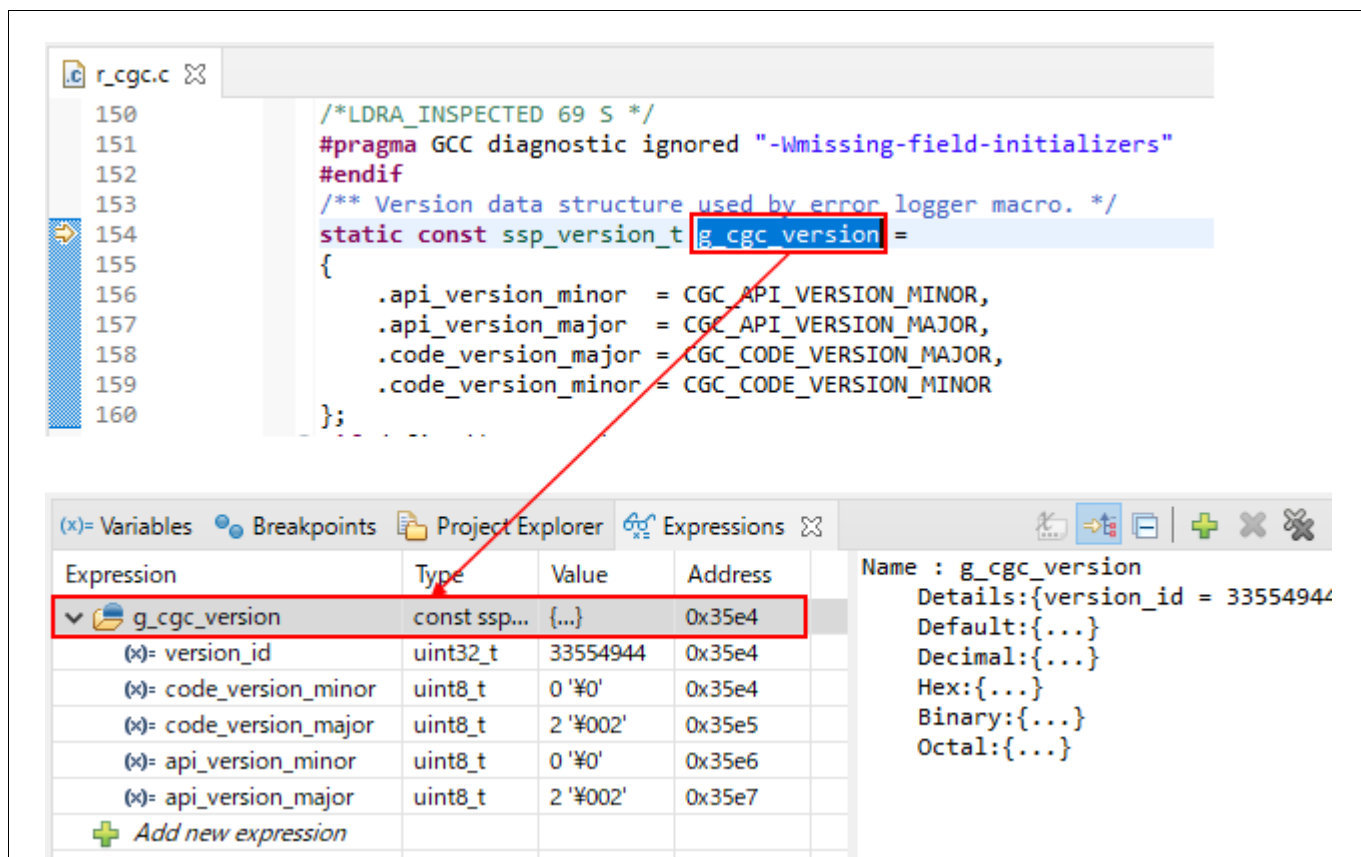 r_cgc.c
150 /*LDRA_INSPECTED 69 S */
151 #pragma GCC diagnostic ignored "-Wmissing-field-initializers"
152 #endif
153 /** Version data structure used by error logger macro. */
154 static const ssp_version_t g_cgc_version =
155 {
156 .api_version_minor = CGC_API_VERSION_MINOR,
157 .api_version_major = CGC_API_VERSION_MAJOR,
158 .code_version_major = CGC_CODE_VERSION_MAJOR,
159 .code_version_minor = CGC_CODE_VERSION_MINOR
160 };
(x)= Variables Breakpoints Project Explorer Expressions
Expression Type Value Address
g_cgc_version const ssp... {...} 0x35e4
(x)= version_id uint32_t 33554944 0x35e4
(x)= code_version_minor uint8_t 0 '¥0' 0x35e4
(x)= code_version_major uint8_t 2 '¥002' 0x35e5
(x)= api_version_minor uint8_t 0 '¥0' 0x35e6
(x)= api_version_major uint8_t 2 '¥002' 0x35e7
Add new expression
Name : g_cgc_version
Details:{version_id = 33554944
Default:{...}
Decimal:{...}
Hex:{...}
Binary:{...}
Octal:{...}